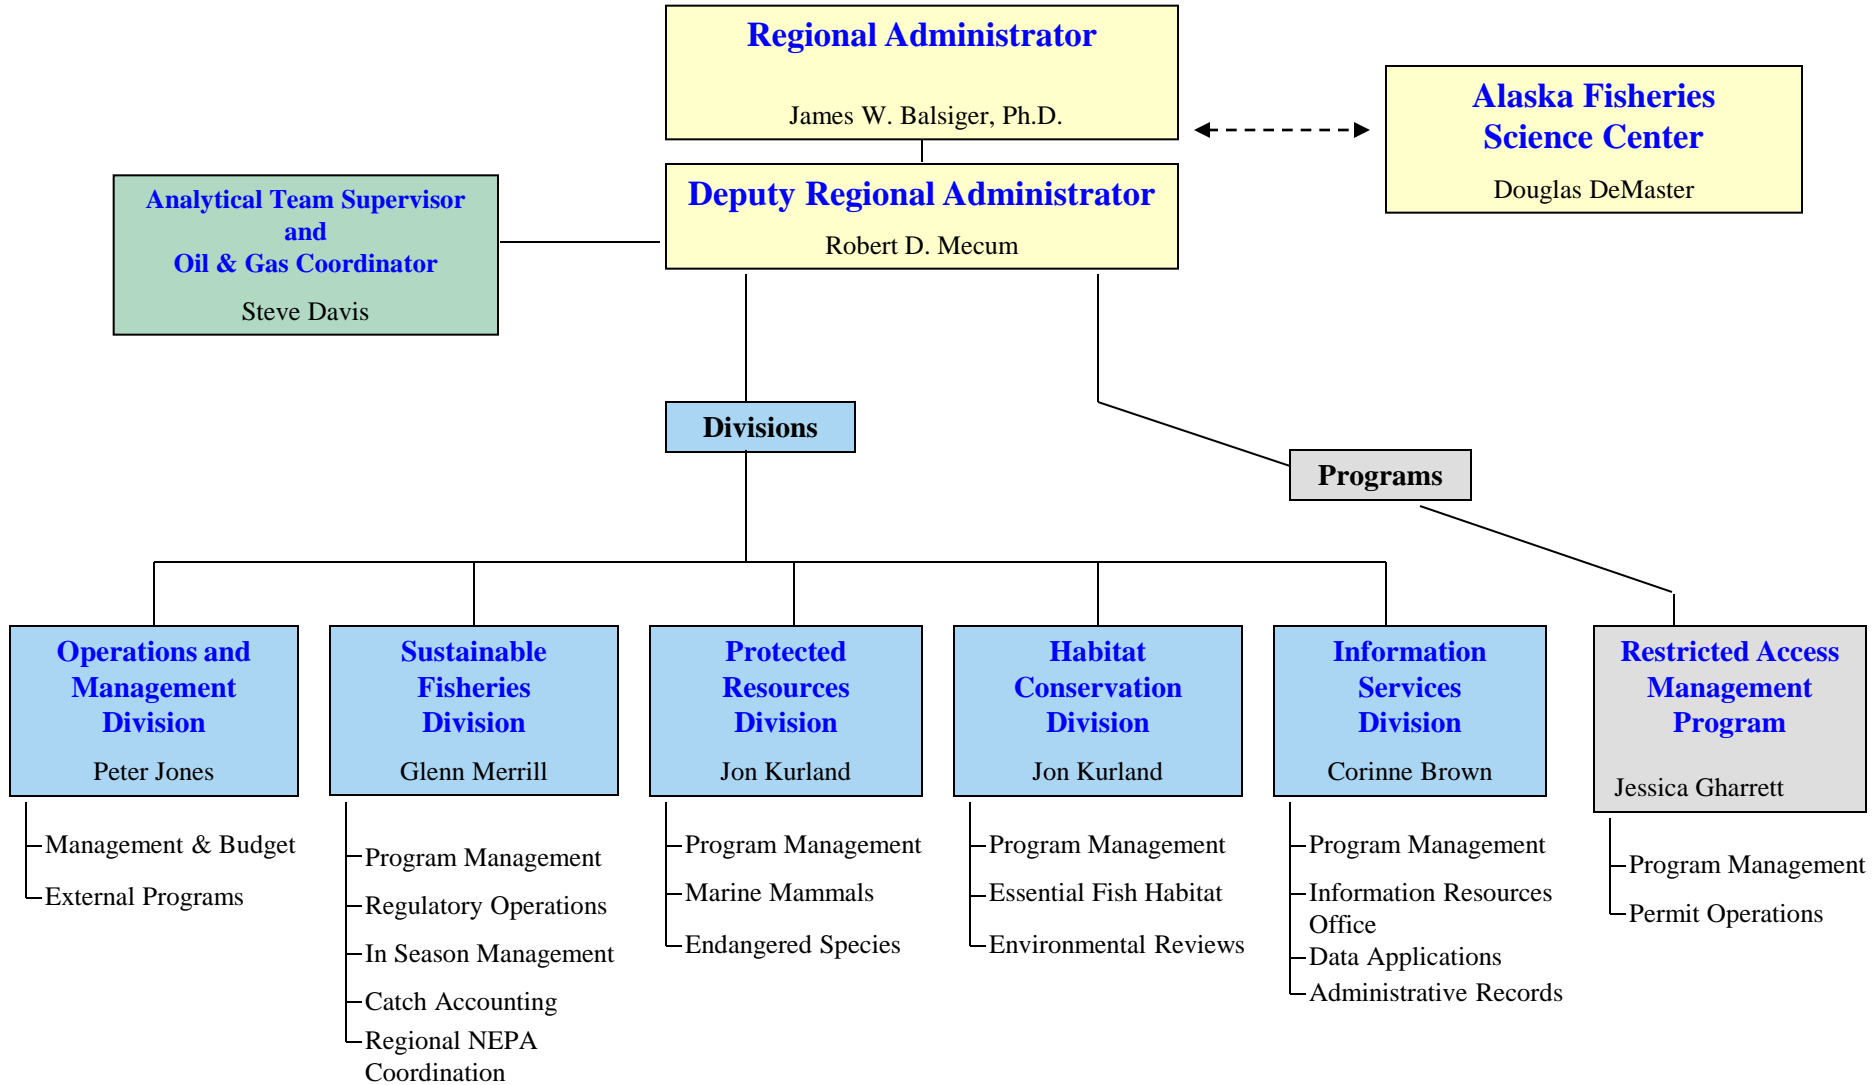 Regional Administrator
James W. Balsiger, Ph.D.
Alaska Fisheries
Science Center
Douglas DeMaster
Deputy Regional Administrator
Robert D. Mecum
Analytical Team Supervisor
and
Oil & Gas Coordinator
Steve Davis
Divisions
Programs
Operations and
Management
Division
Peter Jones
Management & Budget
External Programs
Sustainable
Fisheries
Division
Glenn Merrill
Program Management
Regulatory Operations
In Season Management
Catch Accounting
Regional NEPA
Coordination
Protected
Resources
Division
Jon Kurland
Program Management
Marine Mammals
Endangered Species
Habitat
Conservation
Division
Jon Kurland
Program Management
Essential Fish Habitat
Environmental Reviews
Information
Services
Division
Corinne Brown
Program Management
Information Resources
Office
Data Applications
Administrative Records
Restricted Access
Management
Program
Jessica Gharrett
Program Management
Permit Operations